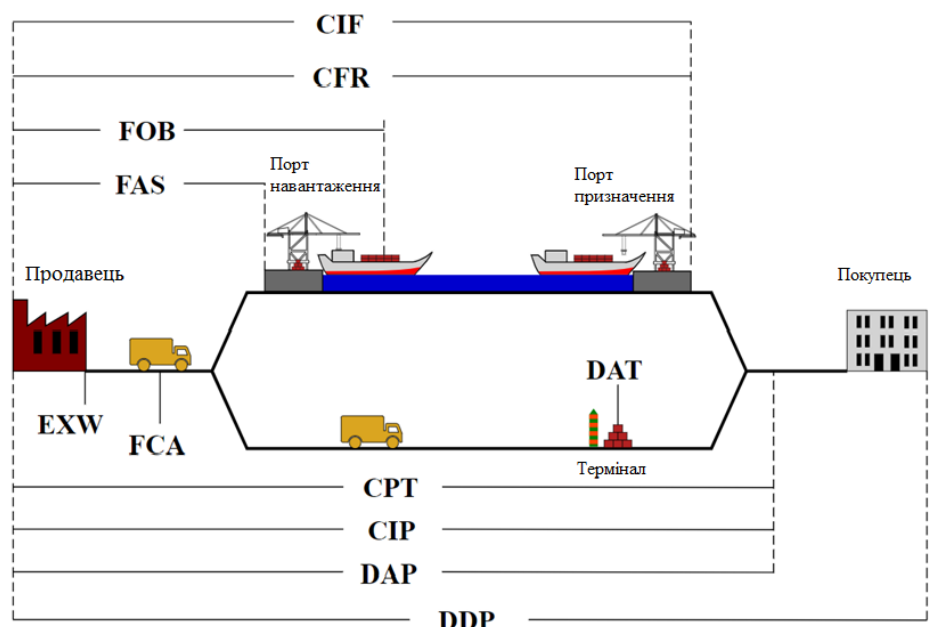 CIF
CFR
FOB
Порт
навантаження
FAS
Порт
призначення
Продавець
Покупець
DAT
EXW
FCA
Термінал
CPT
CIP
DAP
DDP